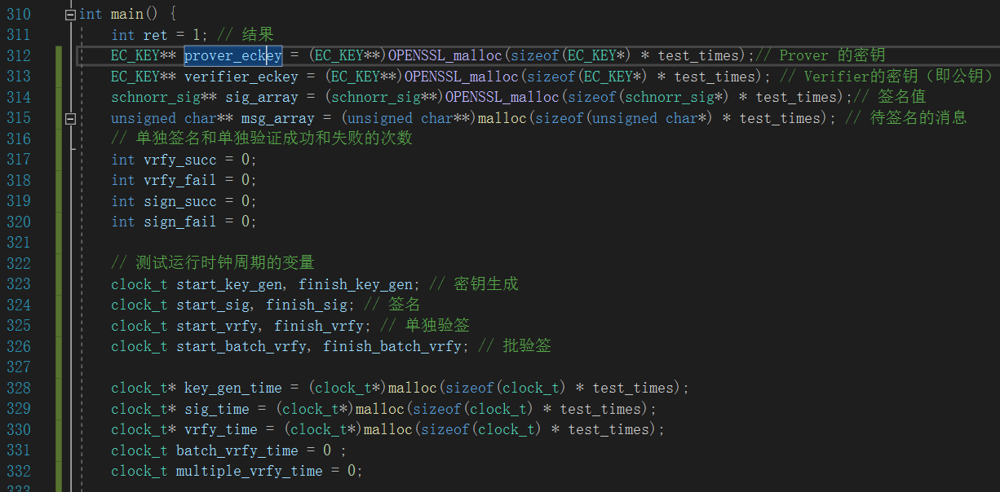 310 int main() {
311 int ret = 1; // 结果
312 EC_KEY** prover_eckey = (EC_KEY**)OPENSSL_malloc(sizeof(EC_KEY*) * test_times);// Prover 的密钥
313 EC_KEY** verifier_eckey = (EC_KEY**)OPENSSL_malloc(sizeof(EC_KEY*) * test_times); // Verifier的密钥（即公钥）
314 schnorr_sig** sig_array = (schnorr_sig**)OPENSSL_malloc(sizeof(schnorr_sig*) * test_times);// 签名值
315 unsigned char** msg_array = (unsigned char**)malloc(sizeof(unsigned char*) * test_times); // 待签名的消息
316 // 单独签名和单独验证成功和失败的次数
317 int vrfy_succ = 0;
318 int vrfy_fail = 0;
319 int sign_succ = 0;
320 int sign_fail = 0;
321
322 // 测试运行时钟周期的变量
323 clock_t start_key_gen, finish_key_gen; // 密钥生成
324 clock_t start_sig, finish_sig; // 签名
325 clock_t start_vrfy, finish_vrfy; // 单独验签
326 clock_t start_batch_vrfy, finish_batch_vrfy; // 批验签
327
328 clock_t* key_gen_time = (clock_t*)malloc(sizeof(clock_t) * test_times);
329 clock_t* sig_time = (clock_t*)malloc(sizeof(clock_t) * test_times);
330 clock_t* vrfy_time = (clock_t*)malloc(sizeof(clock_t) * test_times);
331 clock_t batch_vrfy_time = 0 ;
332 clock_t multiple_vrfy_time = 0;
333